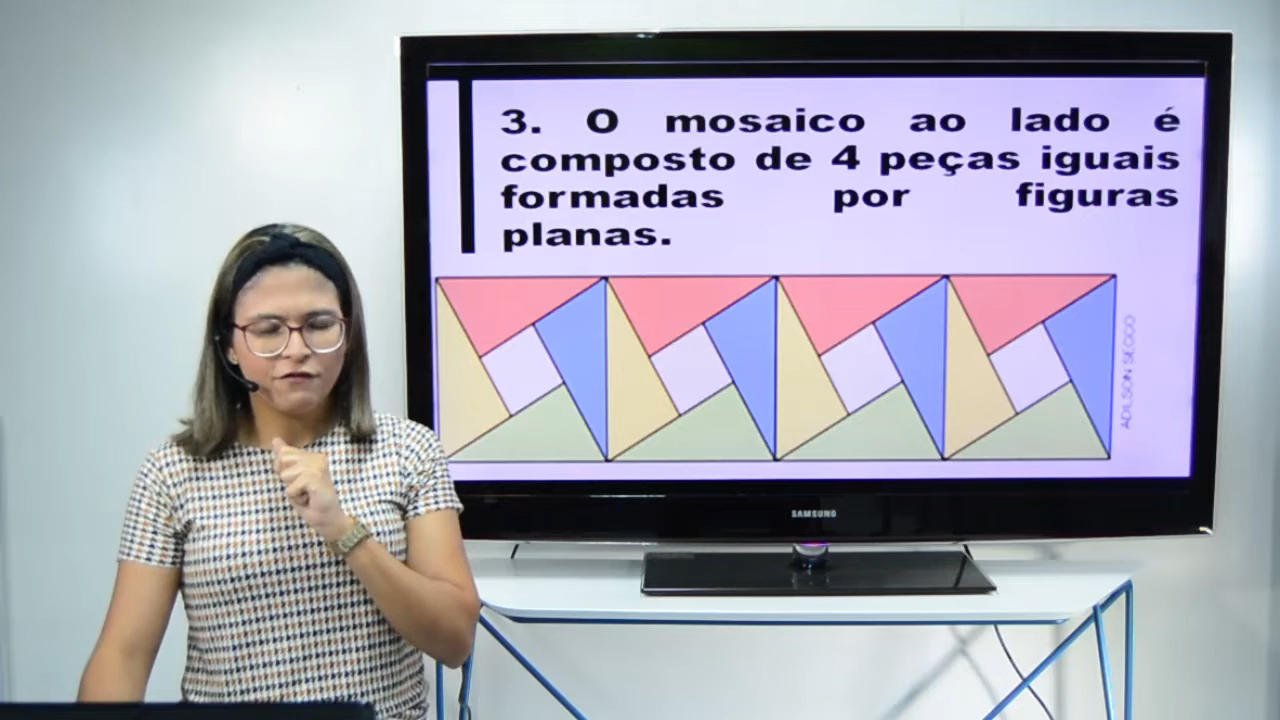 3. O mosaico ao lado é
composto de 4 peças iguais
formadas por figuras
planas.
ADILSON SECCO
SAMSUNG